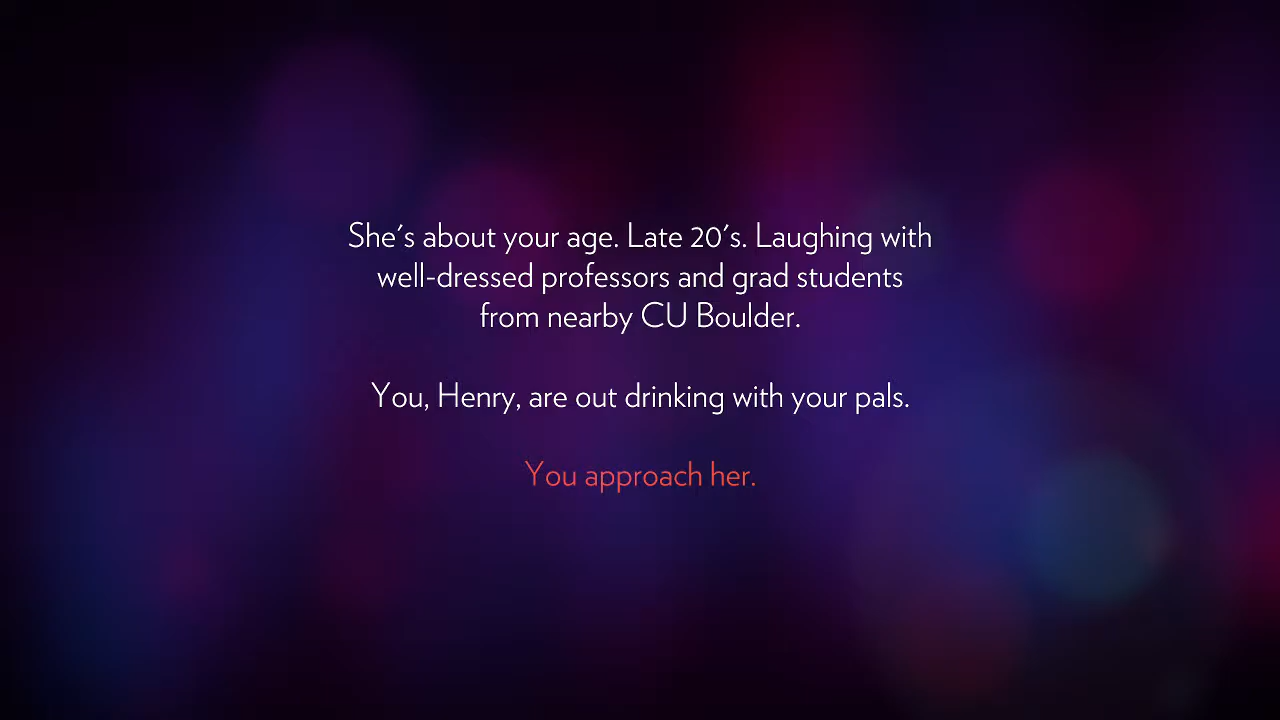 She's about your age. Late 20's. Laughing with
well-dressed professors and grad students
from nearby CU Boulder.
You, Henry, are out drinking with your pals.
You approach her.